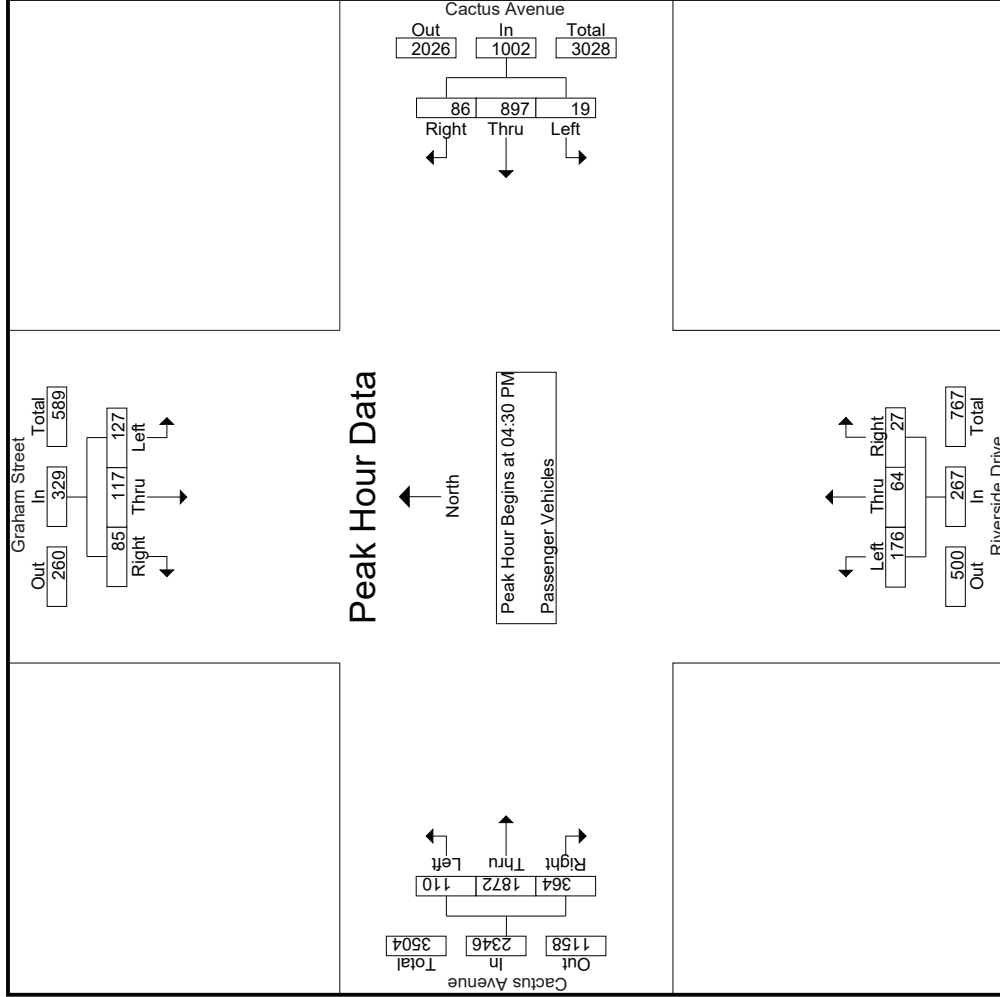 Cactus Avenue
Out In Total
2026 1002 3028
86 897 19
Right Thru Left
Graham Street
Out In Total
260 329 589
85 117 127
Right Thru Left
Peak Hour Data
North
Peak Hour Begins at 04:30 PM
Passenger Vehicles
Left Thru Right
176 64 27
500 267 767
Out In Total
Riverside Drive
Left Thru Right
110 1872 364
3504 2346 1158
Total In Out
Cactus Avenue